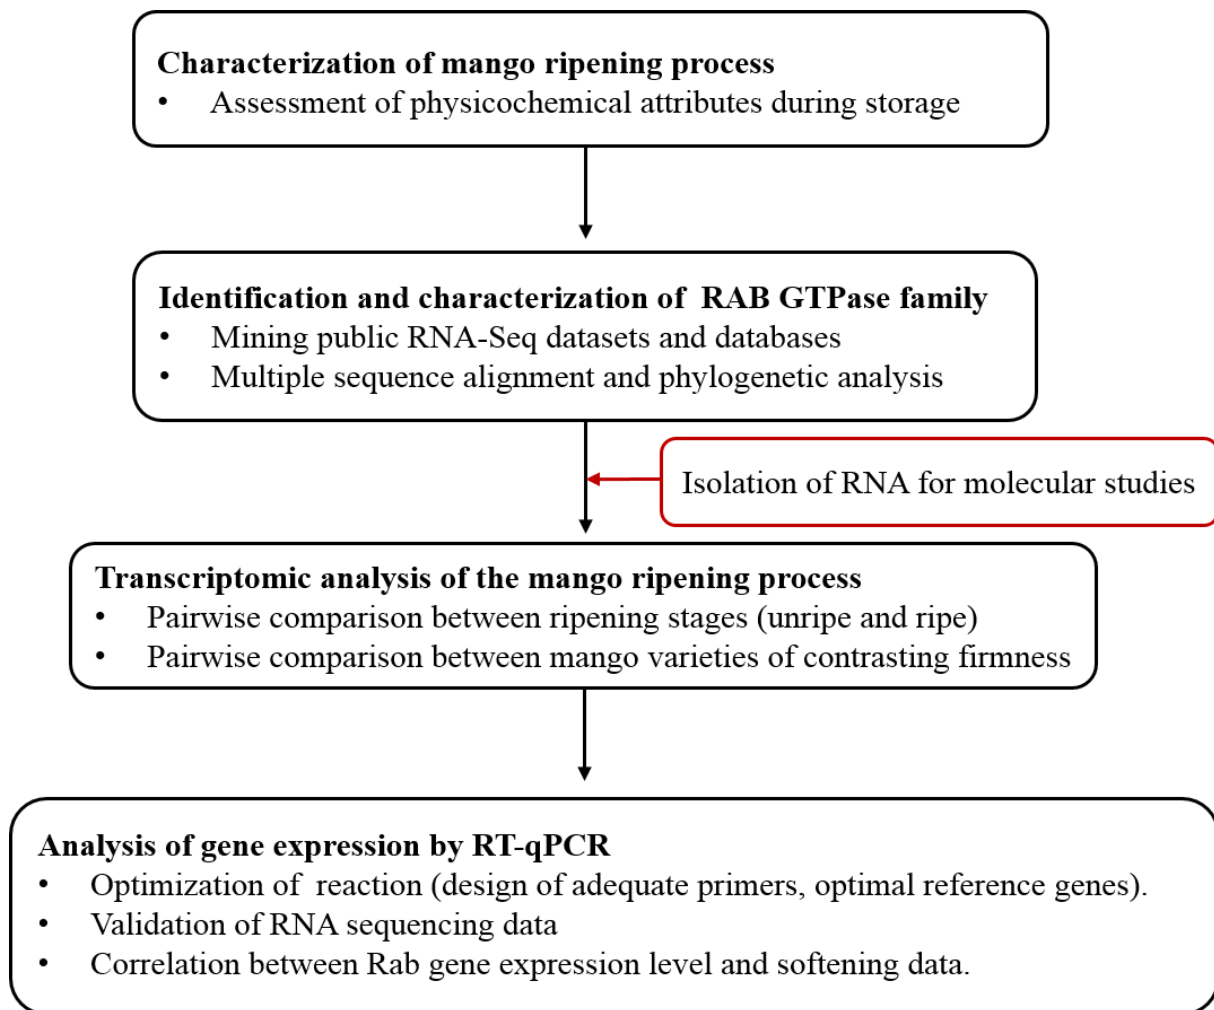 Characterization of mango ripening process
• Assessment of physicochemical attributes during storage
Identification and characterization of  RAB GTPase family
• Mining public RNA-Seq datasets and databases
• Multiple sequence alignment and phylogenetic analysis
Isolation of RNA for molecular studies
Transcriptomic analysis of the mango ripening process
• Pairwise comparison between ripening stages (unripe and ripe)
• Pairwise comparison between mango varieties of contrasting firmness
Analysis of gene expression by RT-qPCR
• Optimization of  reaction (design of adequate primers, optimal reference genes).
• Validation of RNA sequencing data
• Correlation between Rab gene expression level and softening data.